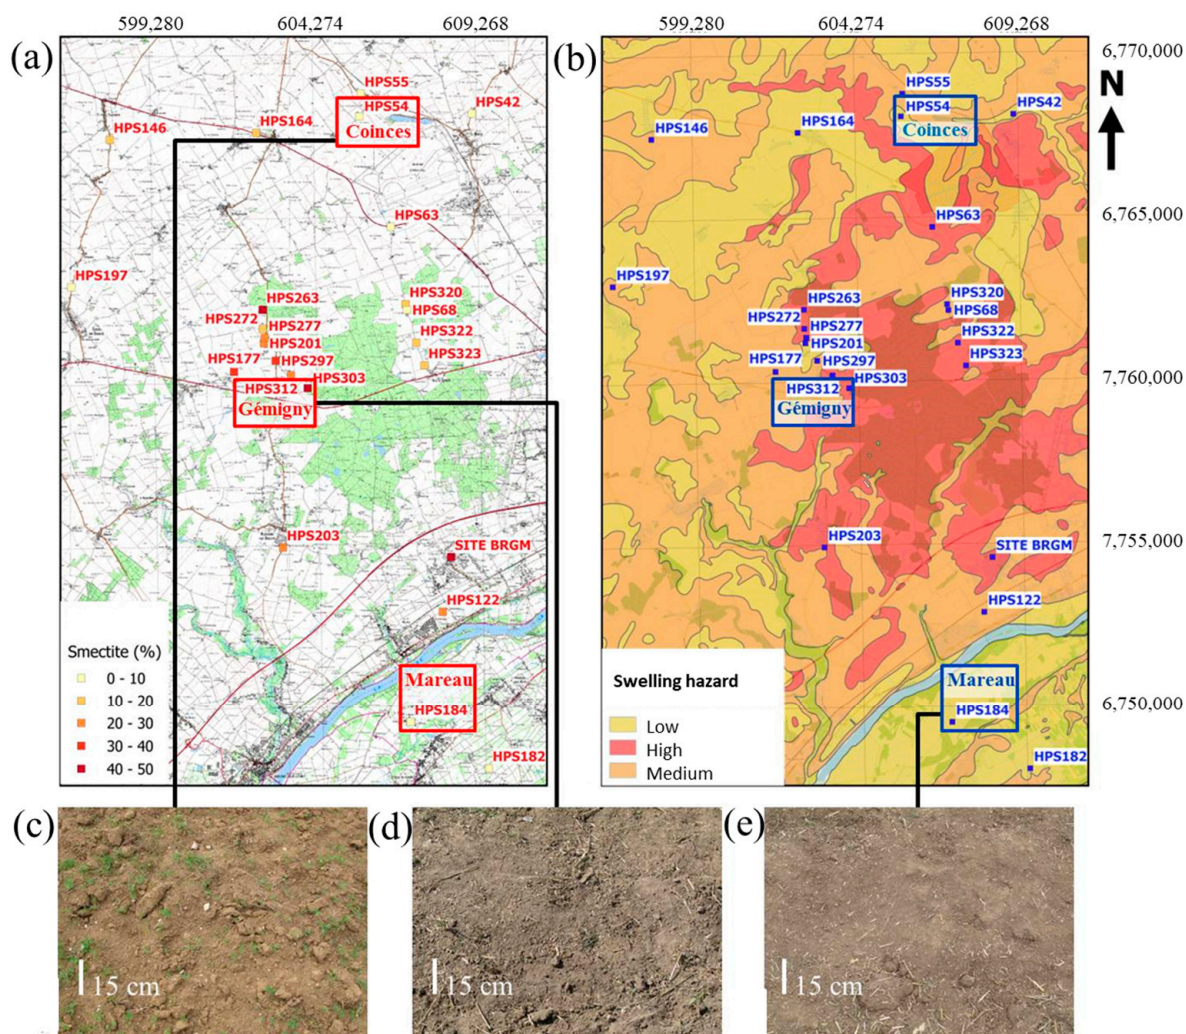 599,280 604,274 609,268 599,280 604,274 609,268
(a)
HPS55
HPS54
HPS42
HPS164
Coinces
HPS146
HPS63
HPS197
HPS263
HPS320
HPS272
HPS277
HPS68
HPS201
HPS322
HPS177
HPS297
HPS323
HPS312
HPS303
Gémigny
HPS203
SITE BRGM
HPS122
Smectite (%)
0 - 10
10 - 20
20 - 30
30 - 40
40 - 50
Mareau
HPS184
HPS182
(b)
HPS55
HPS54
HPS42
HPS164
Coinces
HPS146
HPS63
HPS197
HPS263
HPS320
HPS272
HPS277
HPS68
HPS201
HPS322
HPS177
HPS297
HPS323
HPS312
HPS303
Gémigny
HPS203
SITE BRGM
HPS122
Swelling hazard
Low
High
Medium
Mareau
HPS184
HPS182
6,770,000
N
6,765,000
7,760,000
7,755,000
6,750,000
(c)
15 cm
(d)
15 cm
(e)
15 cm